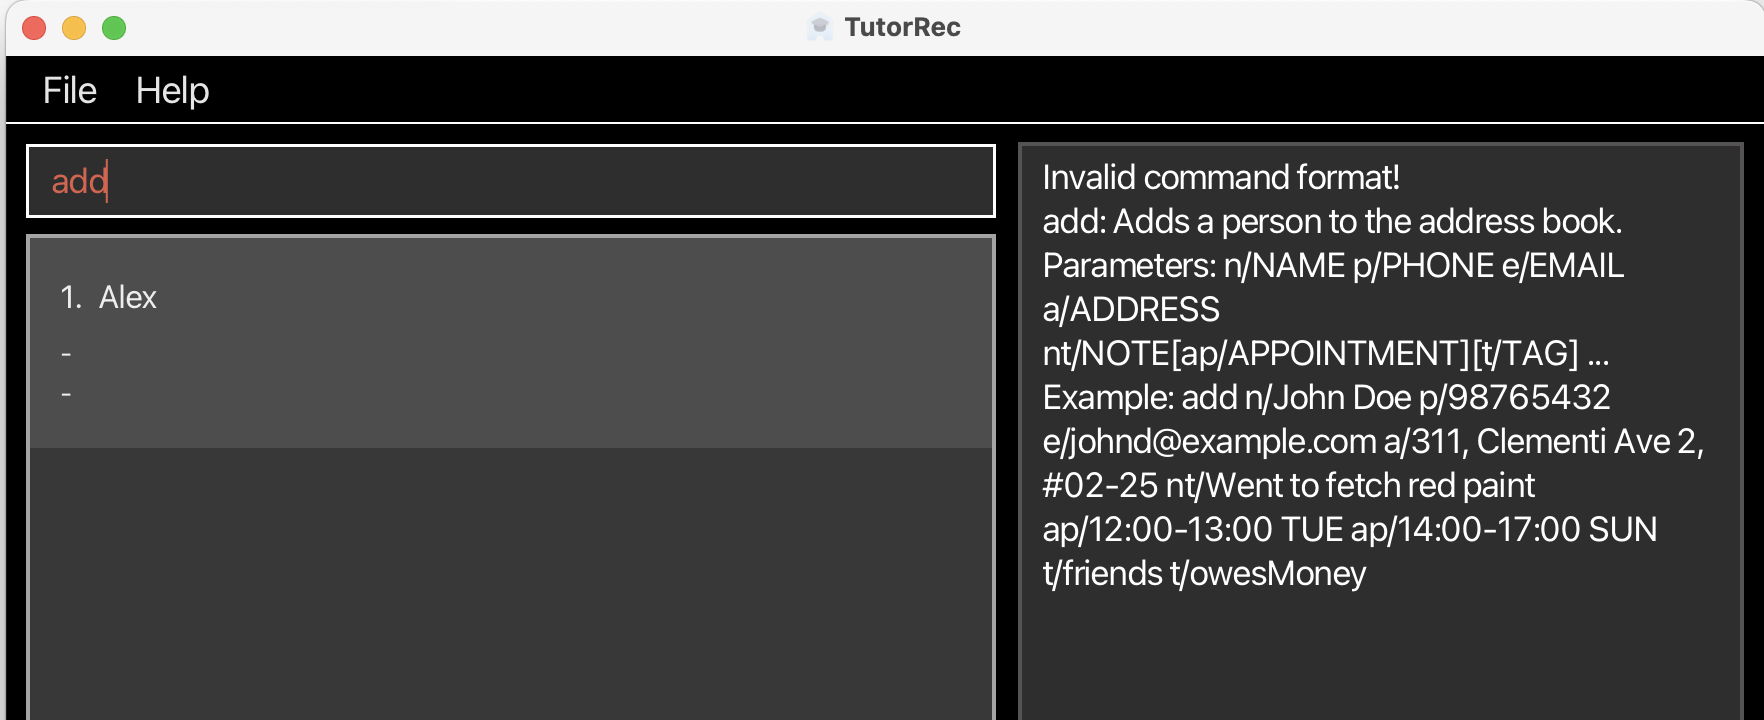 TutorRec
File Help
add
1. Alex
-
-
Invalid command format!
add: Adds a person to the address book.
Parameters: n/NAME p/PHONE e/EMAIL
a/ADDRESS
nt/NOTE[ap/APPOINTMENT][t/TAG] ...
Example: add n/John Doe p/98765432
e/johnd@example.com a/311, Clementi Ave 2,
#02-25 nt/Went to fetch red paint
ap/12:00-13:00 TUE ap/14:00-17:00 SUN
t/friends t/owesMoney